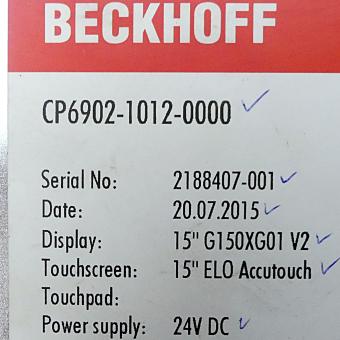 BECKHOFF
CP6902-1012-0000
Serial No: 2188407-001
Date: 20.07.2015
Display: 15" G150XG01 V2
Touchscreen: 15" ELO Accutouch
Touchpad:
Power supply: 24V DC